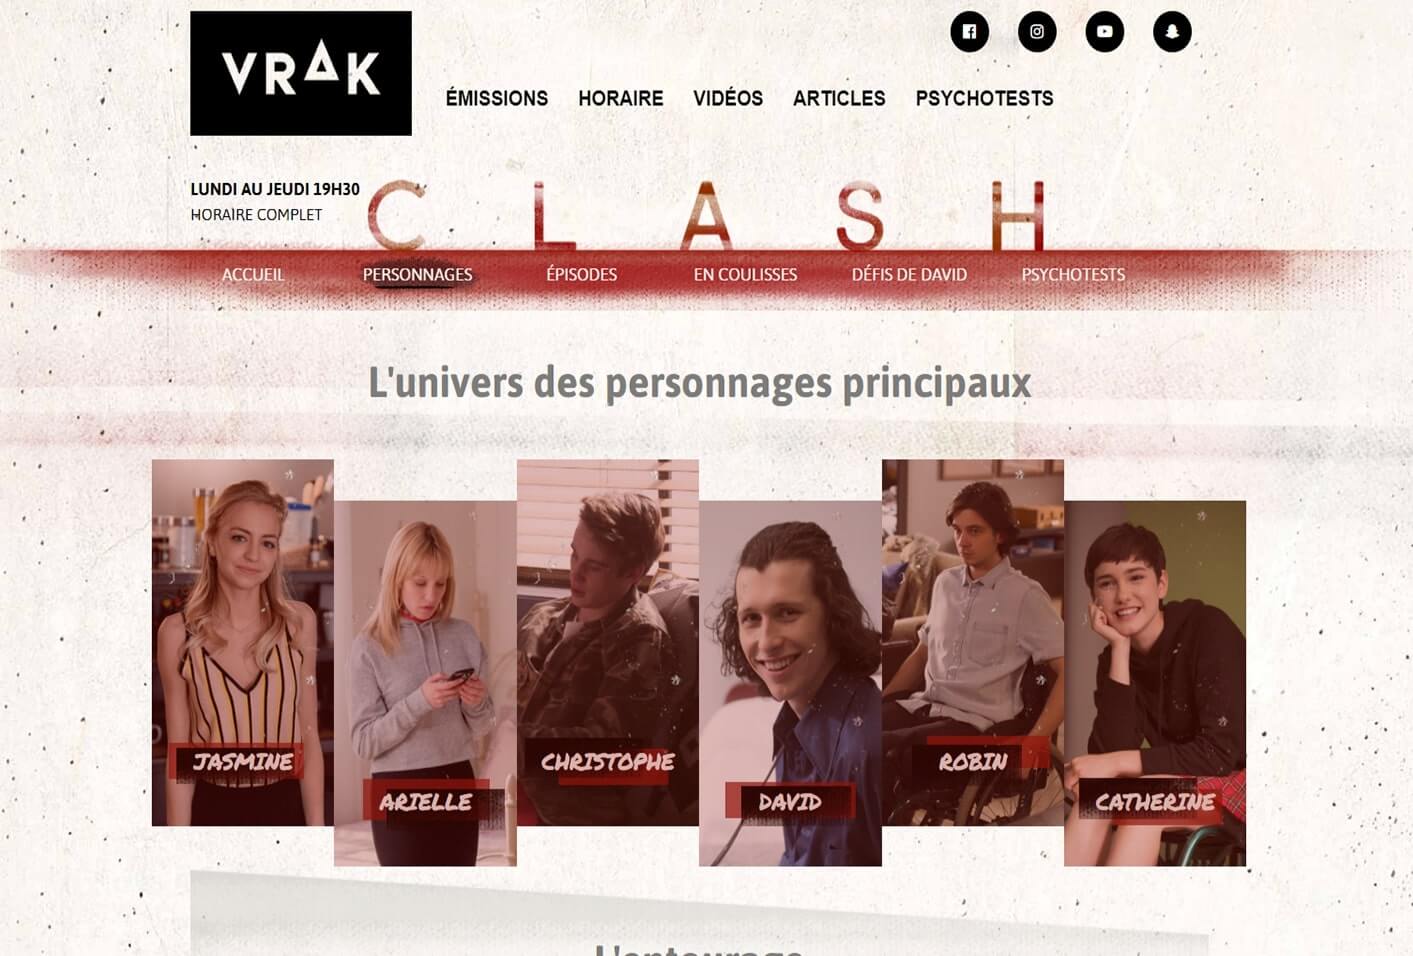 VRAK
ÉMISSIONS HORAIRE VIDÉOS ARTICLES PSYCHOTESTS
LUNDI AU JEUDI 19H30
HORAIRE COMPLET
CLASH
ACCUEIL PERSONNAGES ÉPISODES EN COULISSES DÉFIS DE DAVID PSYCHOTESTS
L'univers des personnages principaux
JASMINE
ARIELLE
CHRISTOPHE
DAVID
ROBIN
CATHERINE
L'entourage